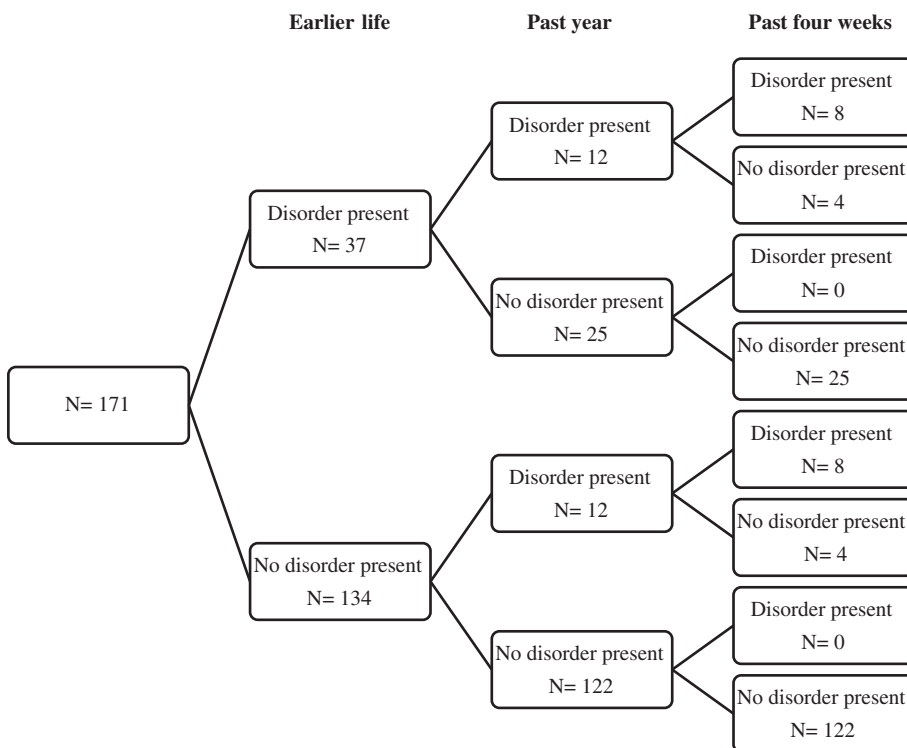 Earlier life
Past year
Past four weeks
N= 171
Disorder present
N= 37
No disorder present
N= 134
Disorder present
N= 12
No disorder present
N= 25
Disorder present
N= 12
No disorder present
N= 122
Disorder present
N= 8
No disorder present
N= 4
Disorder present
N= 0
No disorder present
N= 25
Disorder present
N= 8
No disorder present
N= 4
Disorder present
N= 0
No disorder present
N= 122